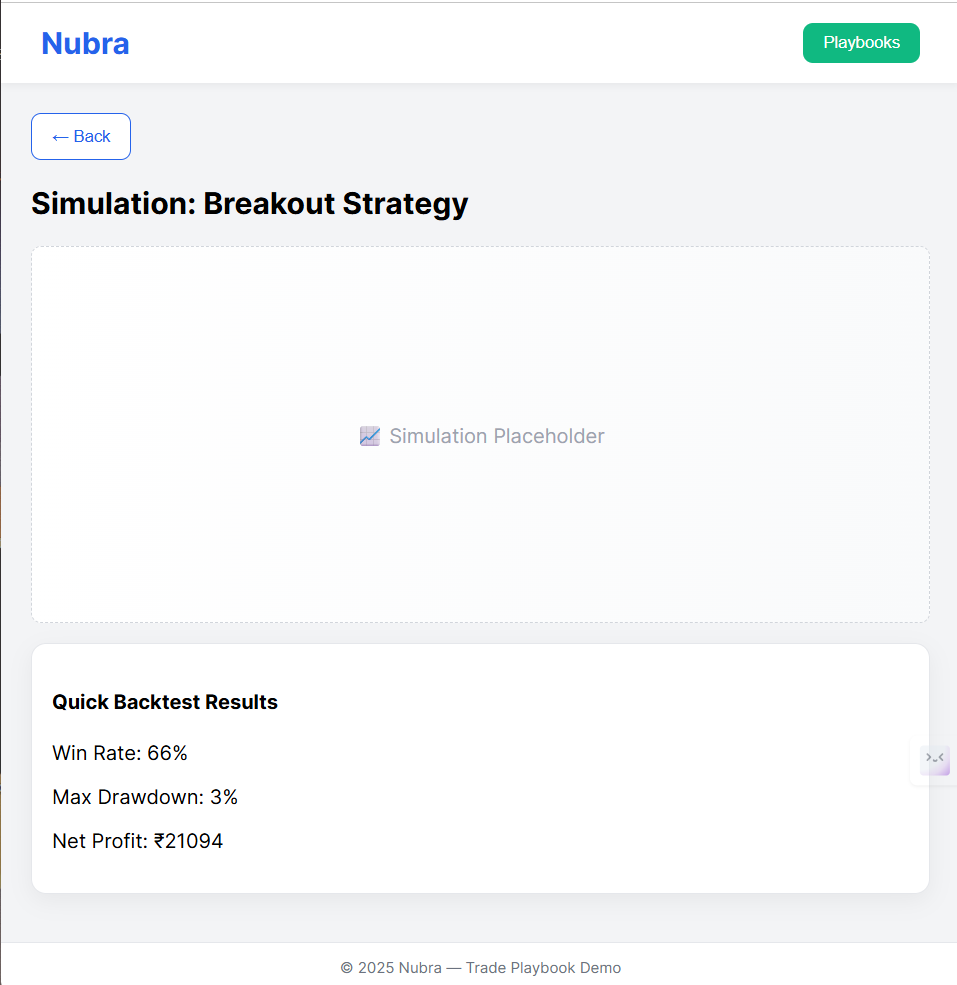 Nubra
Playbooks
← Back
Simulation: Breakout Strategy
📈 Simulation Placeholder
Quick Backtest Results
Win Rate: 66%
Max Drawdown: 3%
Net Profit: ₹21094
© 2025 Nubra — Trade Playbook Demo